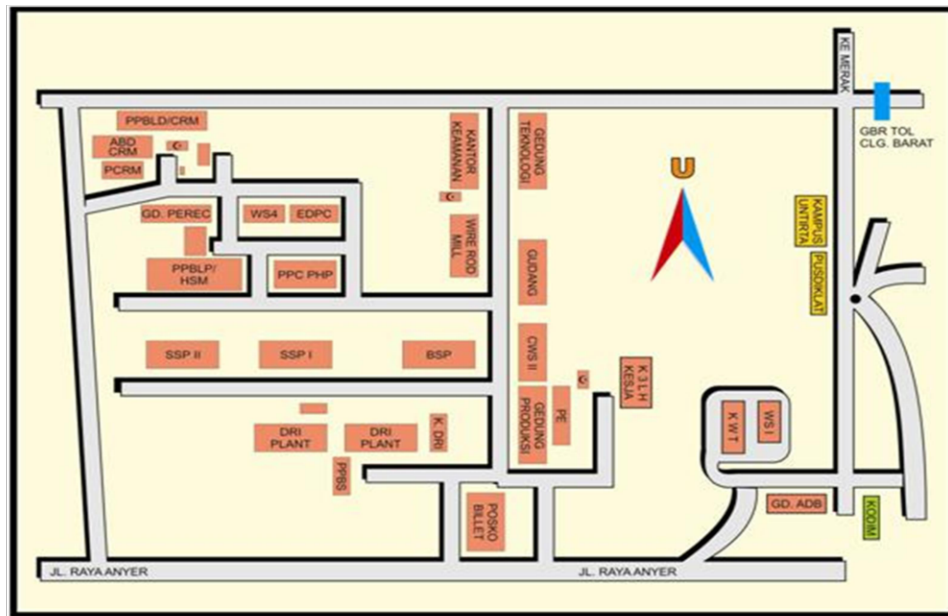 KE MERAK
GBR TOL
CLG. BARAT
PPBLD/CRM
ABD
CRM
PCRM
KANTOR
KEAMANAN
GEDUNG
TEKNOLOGI
U
GD. PEREC
WS4
EDPC
WIRE ROD
MILL
KAMPUS
UNTIRTA
PUSDIKLAT
PPBLP/
HSM
PPC PHP
GUDANG
SSP II
SSP I
BSP
CWS II
K 3 L H
KESJA
DRI
PLANT
DRI
PLANT
K. DRI
GEDUNG
PRODUKSI
PE
K W T
WS I
PPBS
POSKO
BILLET
GD. ADB
KODIM
JL. RAYA ANYER
JL. RAYA ANYER